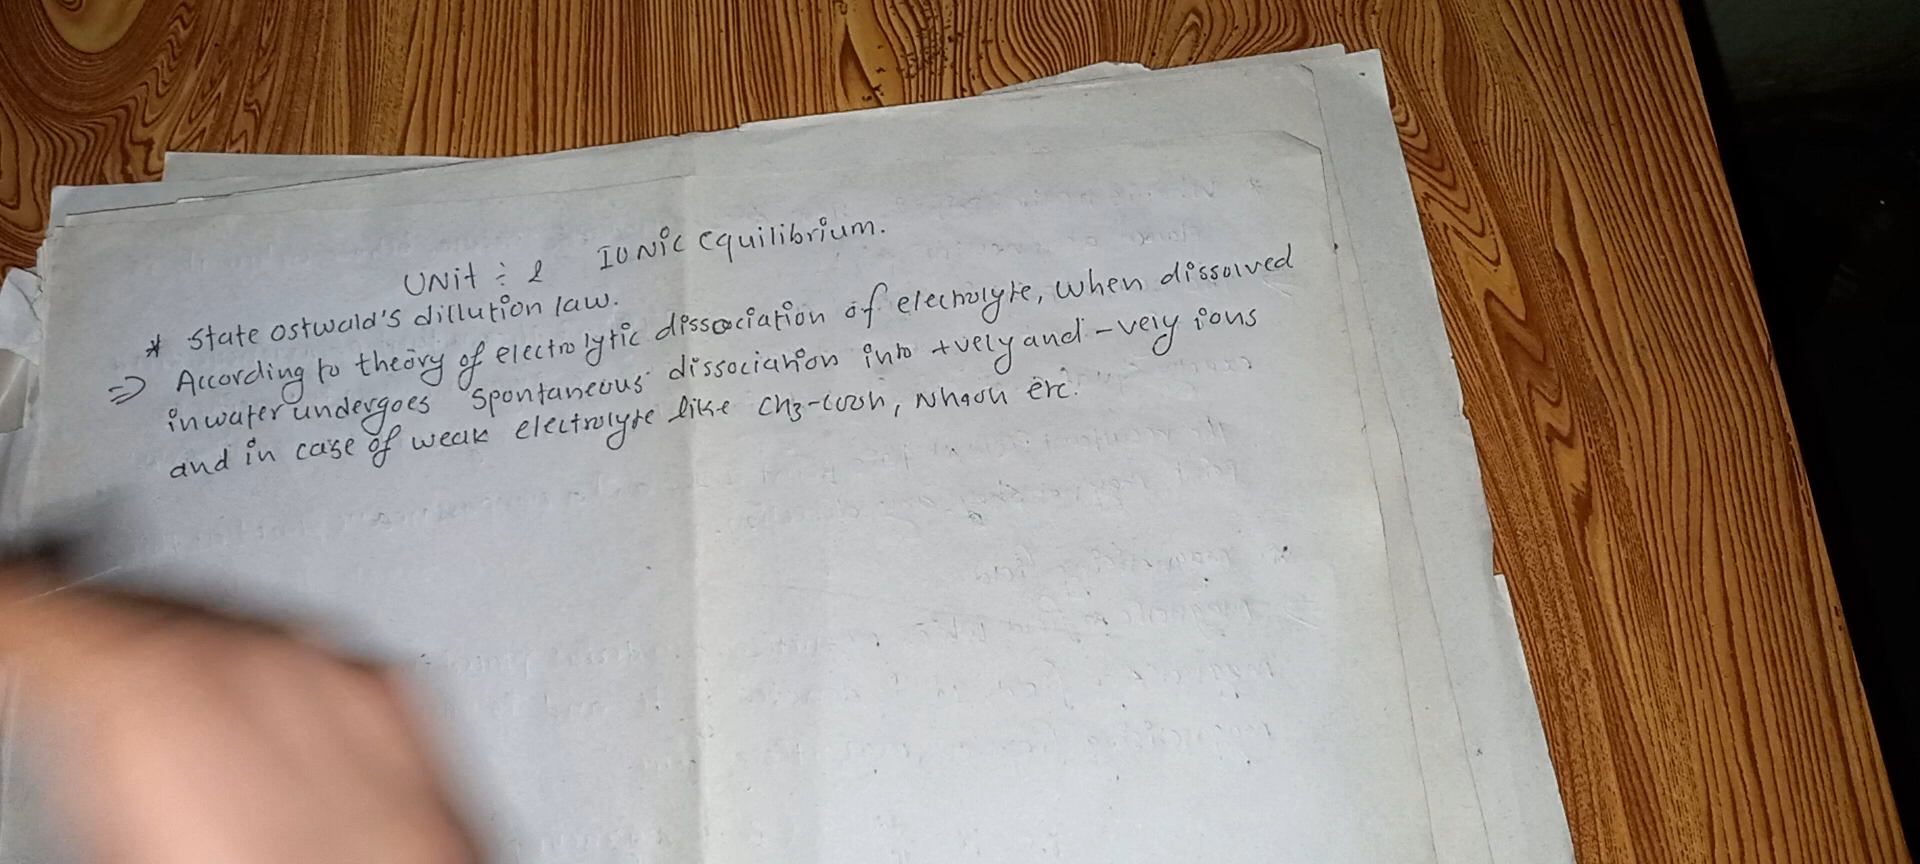 UNit ÷ 2 IONic equilibrium.
* State ostwald's dillution law.
⇒ According to theory of electrolytic dissociation of electrolyte, when dissolved
in water undergoes spontaneous dissociation into +vely and -vely ions
and in case of weak electrolyte like CH3-COOH, NH4OH etc.